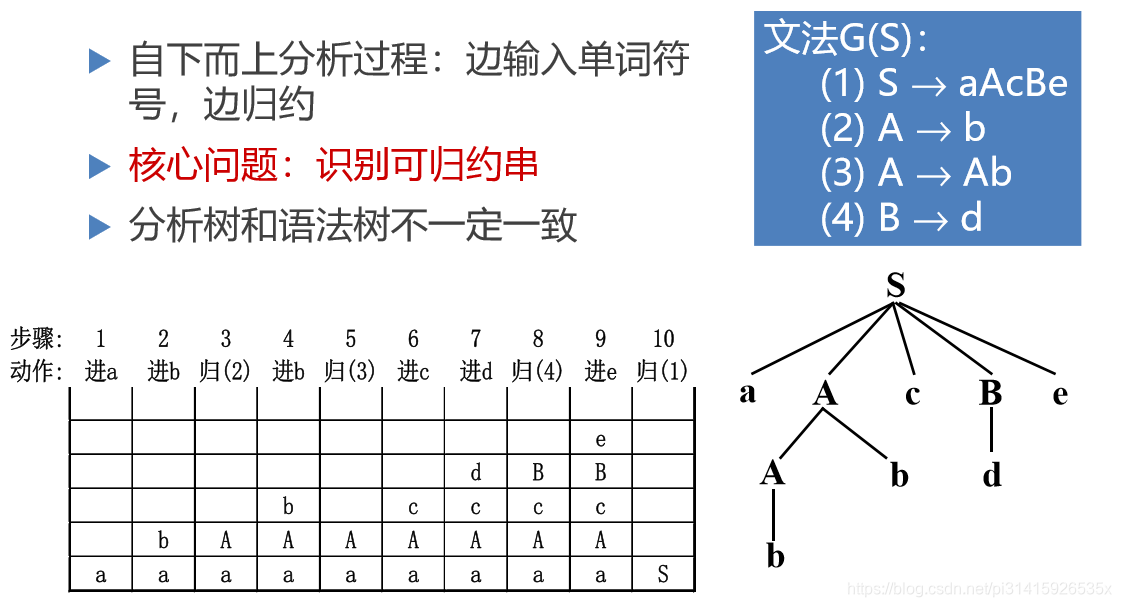 自下而上分析过程：边输入单词符
号，边归约
核心问题：识别可归约串
分析树和语法树不一定一致
文法G(S)：
(1) S → aAcBe
(2) A → b
(3) A → Ab
(4) B → d
步骤： 1 2 3 4 5 6 7 8 9 10
动作： 进a 进b 归(2) 进b 归(3) 进c 进d 归(4) 进e 归(1)
e
d B B
b c c c c
b A A A A A A A
a a a a a a a a a S
S
a A c B e
A b d
b
https://blog.csdn.net/pi31415926535x